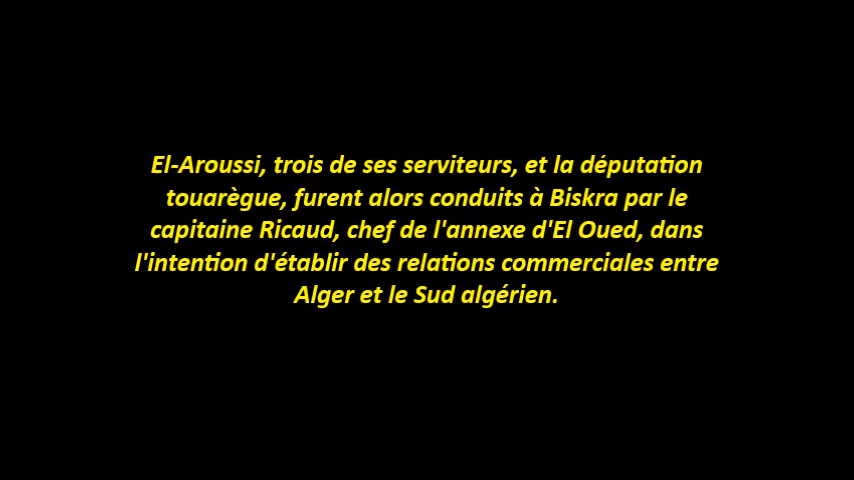 El-Aroussi, trois de ses serviteurs, et la députation
touarègue, furent alors conduits à Biskra par le
capitaine Ricaud, chef de l'annexe d'El Oued, dans
l'intention d'établir des relations commerciales entre
Alger et le Sud algérien.